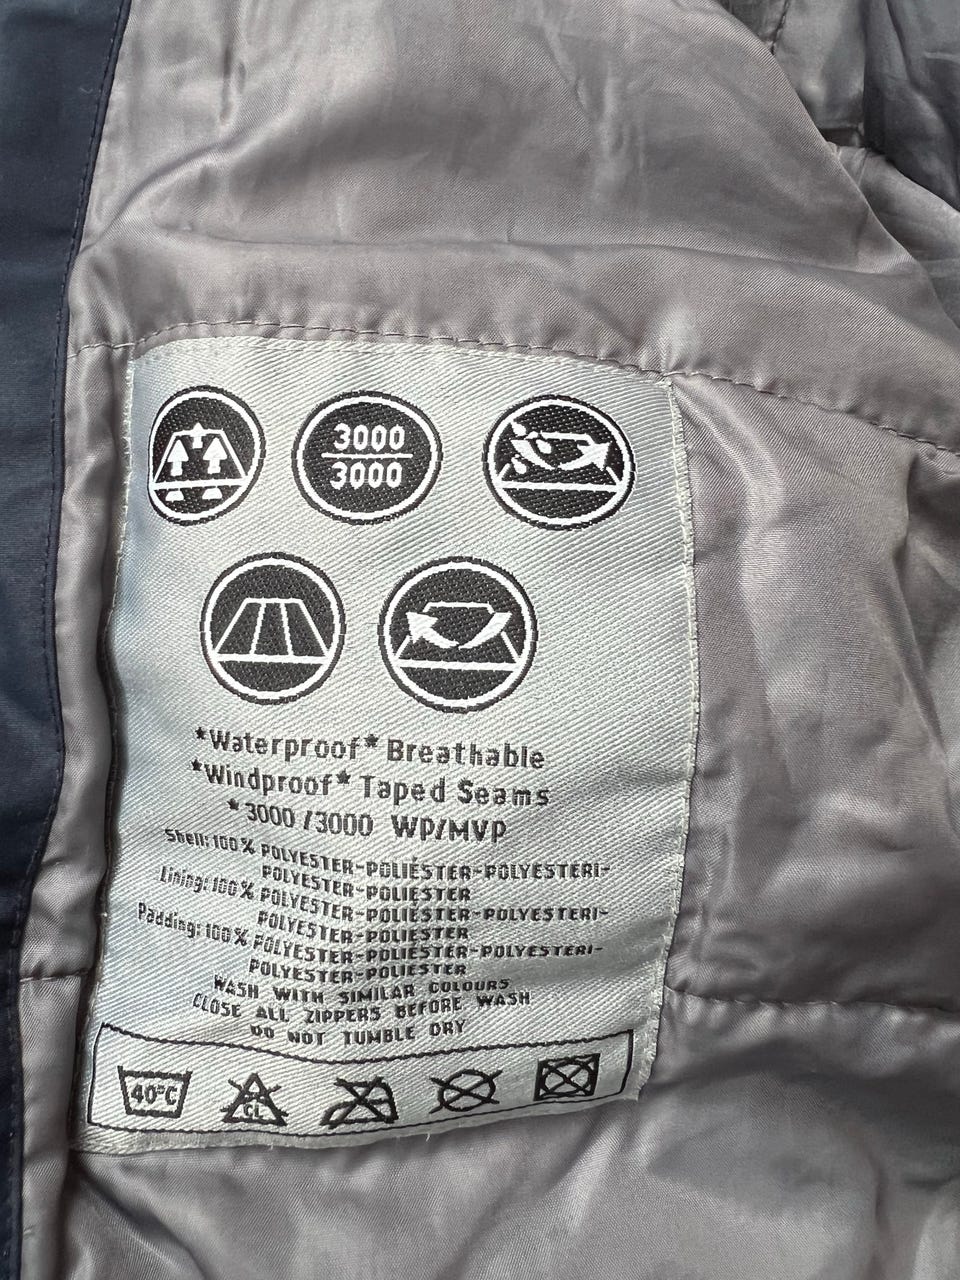 3000
3000
*Waterproof* Breathable
*Windproof* Taped Seams
*3000 /3000 WP/MVP
Shell: 100% POLYESTER-POLIÉSTER-POLYESTERI-
POLYESTER-POLIESTER
Lining: 100% POLYESTER-POLIÉSTER-POLYESTERI-
POLYESTER-POLIESTER
Padding: 100% POLYESTER-POLIÉSTER-POLYESTERI-
POLYESTER-POLIESTER
WASH WITH SIMILAR COLOURS
CLOSE ALL ZIPPERS BEFORE WASH
DO NOT TUMBLE DRY
40°C CL